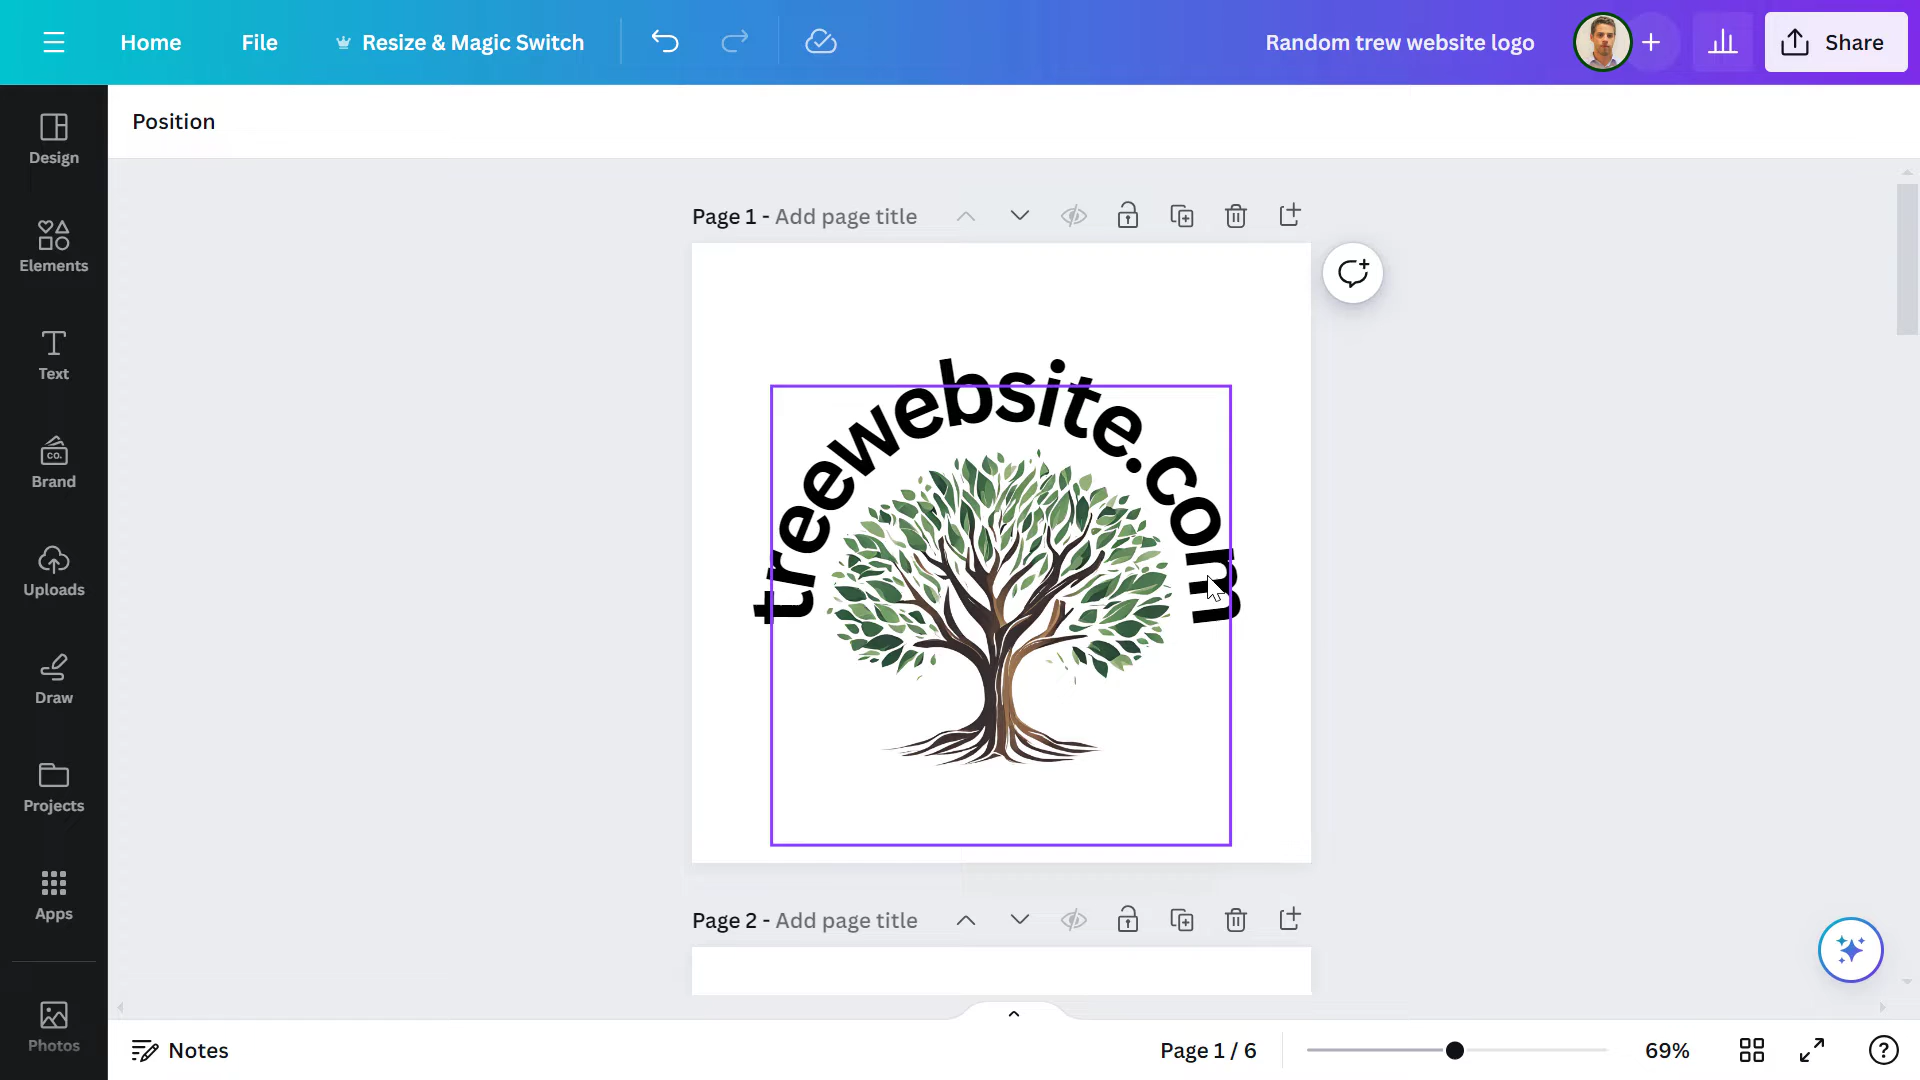 Home File Resize & Magic Switch Random trew website logo Share
Position
Design
Elements
Text
CO.
Brand
Uploads
Draw
Projects
Apps
Photos
Page 1 - Add page title
treewebsite.com
Page 2 - Add page title
Notes Page 1 / 6 69% ?